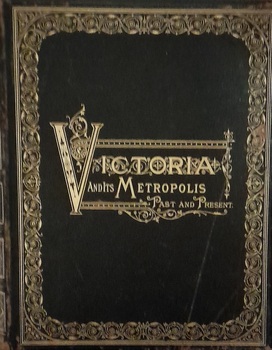 VICTORIA
AND ITS METROPOLIS
PAST AND PRESENT.